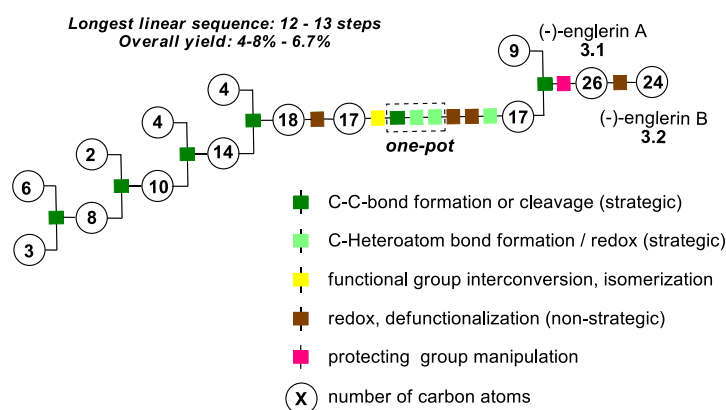 Longest linear sequence: 12 - 13 steps
Overall yield: 4-8% - 6.7%
(-)-englerin A
3.1
9
26
24
(-)-englerin B
3.2
4
18
17
17
one-pot
4
14
2
10
6
8
3
C-C-bond formation or cleavage (strategic)
C-Heteroatom bond formation / redox (strategic)
functional group interconversion, isomerization
redox, defunctionalization (non-strategic)
protecting group manipulation
X number of carbon atoms